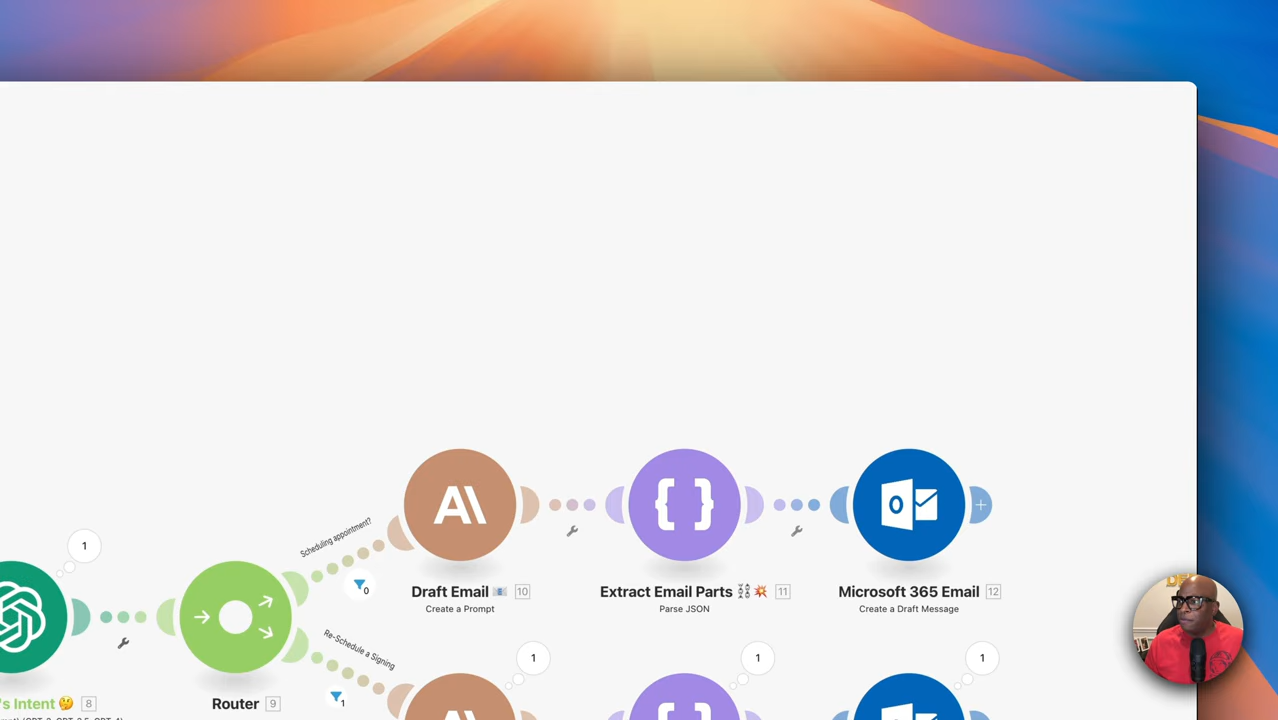 1
Scheduling appointment?
0
Draft Email 📧 10
Create a Prompt
Extract Email Parts ⛓️💥 11
Parse JSON
Microsoft 365 Email 12
Create a Draft Message
Re-Schedule a Signing
1
1
1
1
's Intent 🤔 8
Router 9